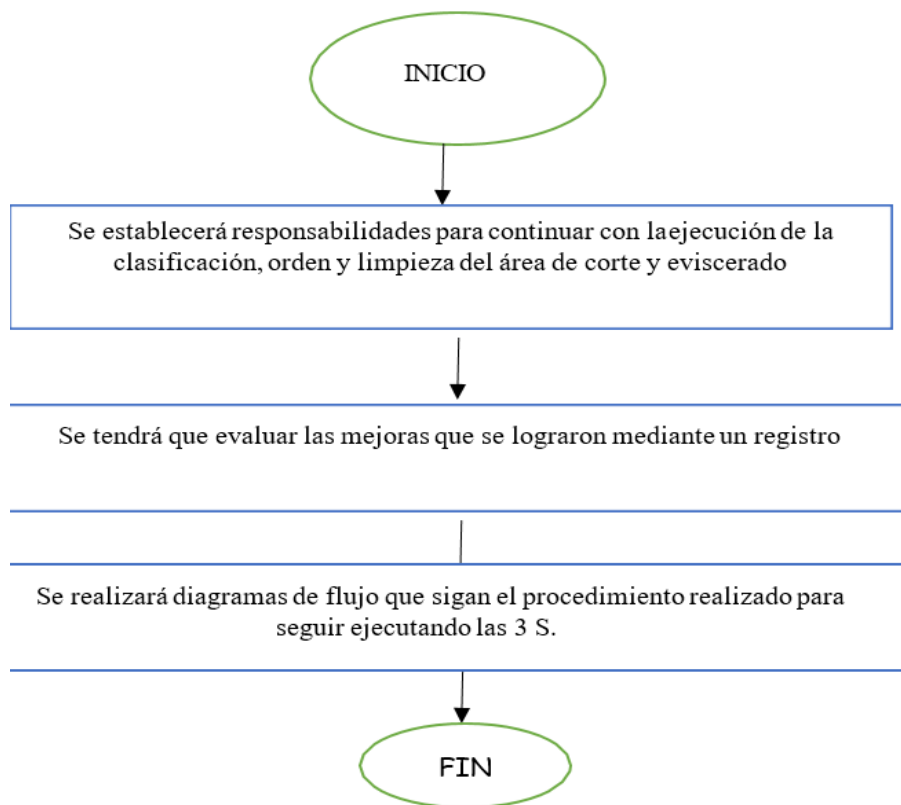 INICIO
Se establecerá responsabilidades para continuar con laejecución de la
clasificación, orden y limpieza del área de corte y eviscerado
Se tendrá que evaluar las mejoras que se lograron mediante un registro
Se realizará diagramas de flujo que sigan el procedimiento realizado para
seguir ejecutando las 3 S.
FIN